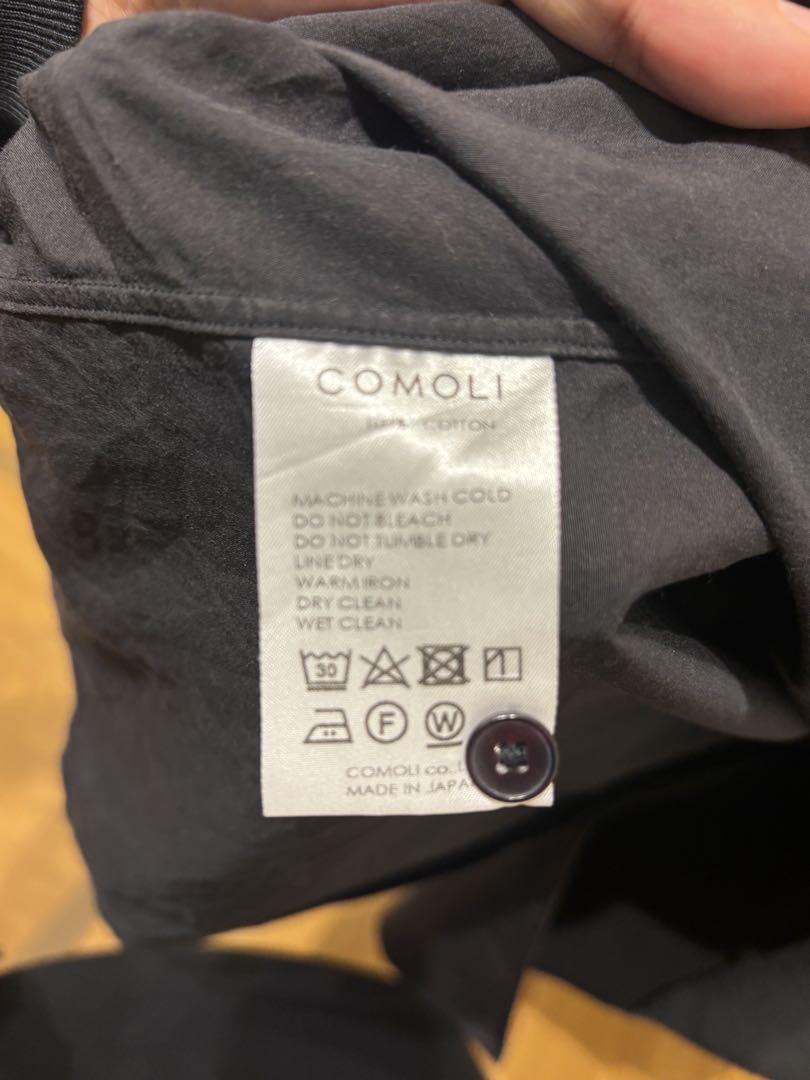 COMOLI
COTTON
MACHINE WASH COLD
DO NOT BLEACH
DO NOT TUMBLE DRY
LINE DRY
WARM IRON
DRY CLEAN
WET CLEAN
30
F W
COMOLI co.,L
MADE IN JAPA